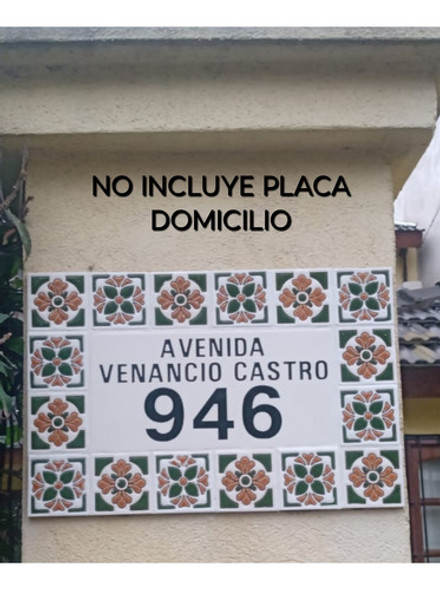 NO INCLUYE PLACA
DOMICILIO
AVENIDA
VENANCIO CASTRO
946